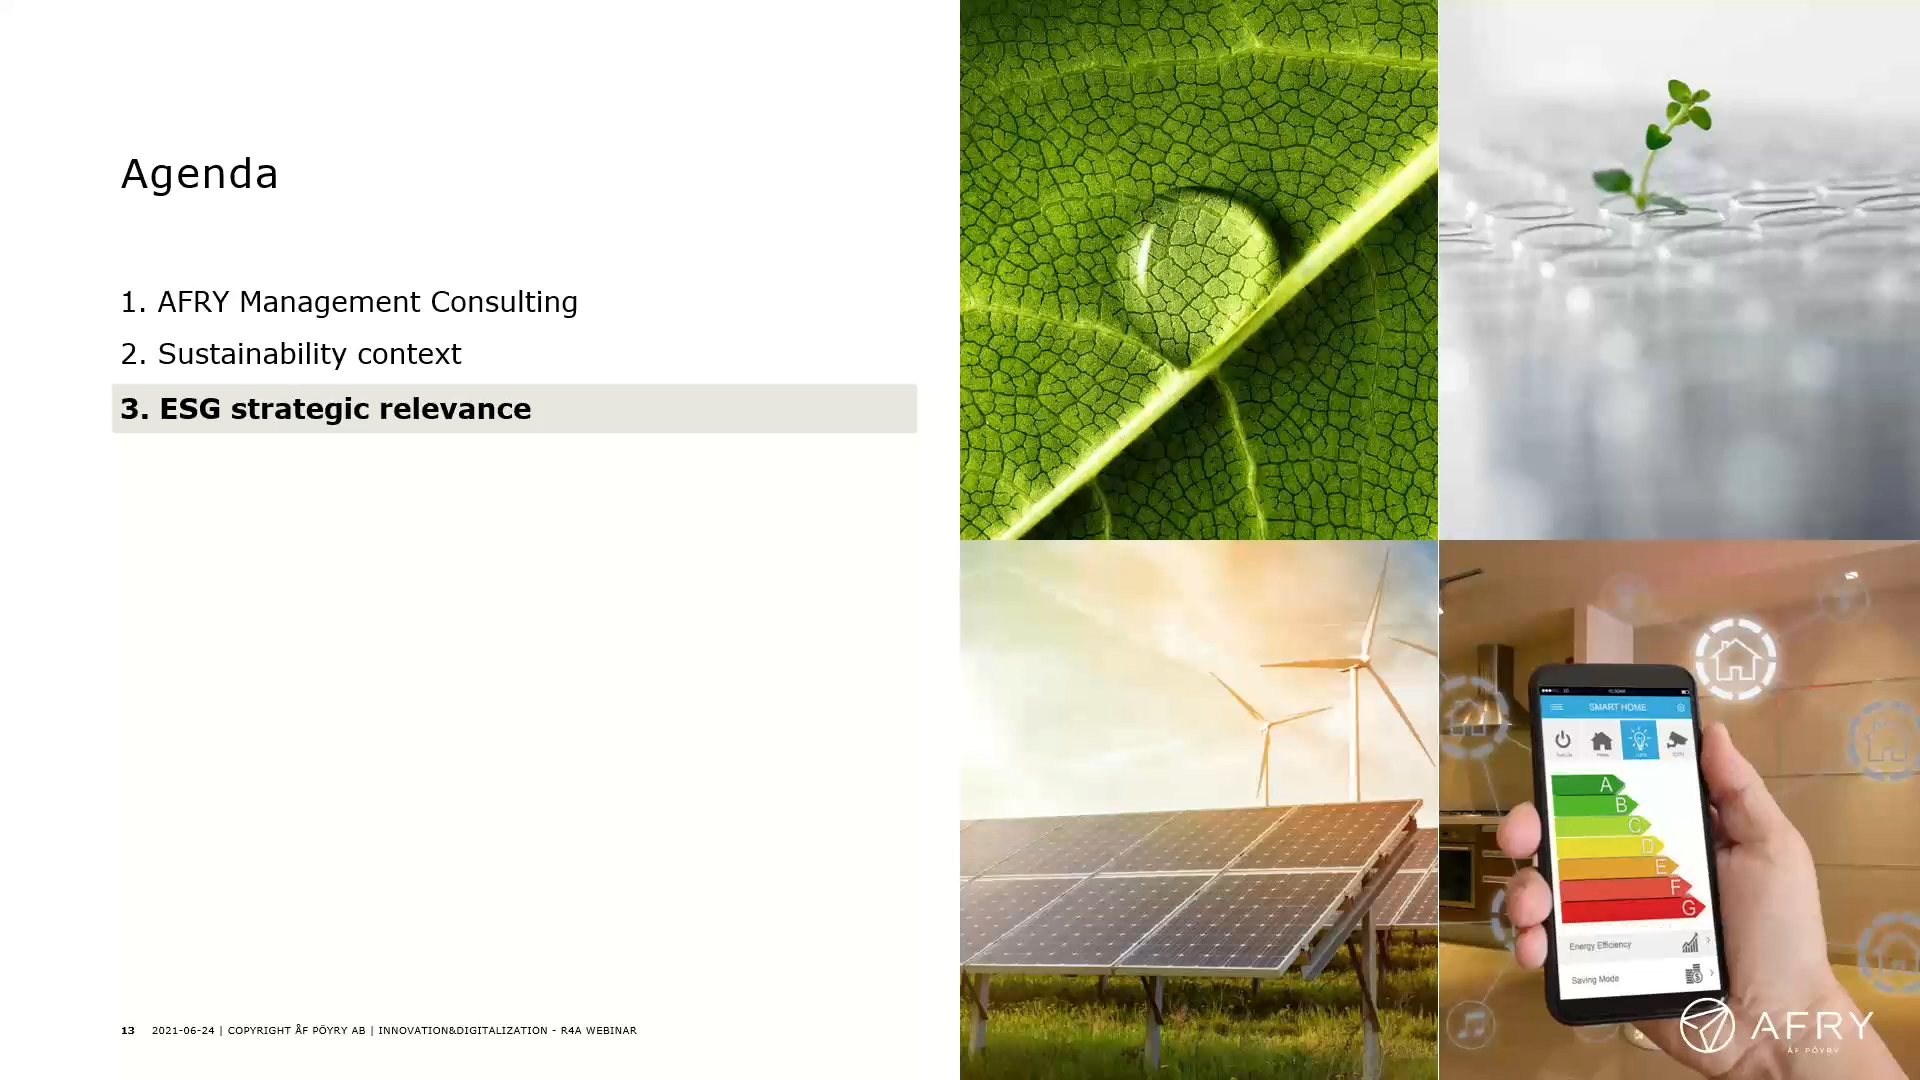 Agenda
1. AFRY Management Consulting
2. Sustainability context
3. ESG strategic relevance
13 2021-06-24 | COPYRIGHT ÅF PÖYRY AB | INNOVATION&DIGITALIZATION - R4A WEBINAR
SMART HOME
A
B
C
D
E
F
G
Energy Efficiency
Saving Mode
AFRY
ÅF PÖYRY